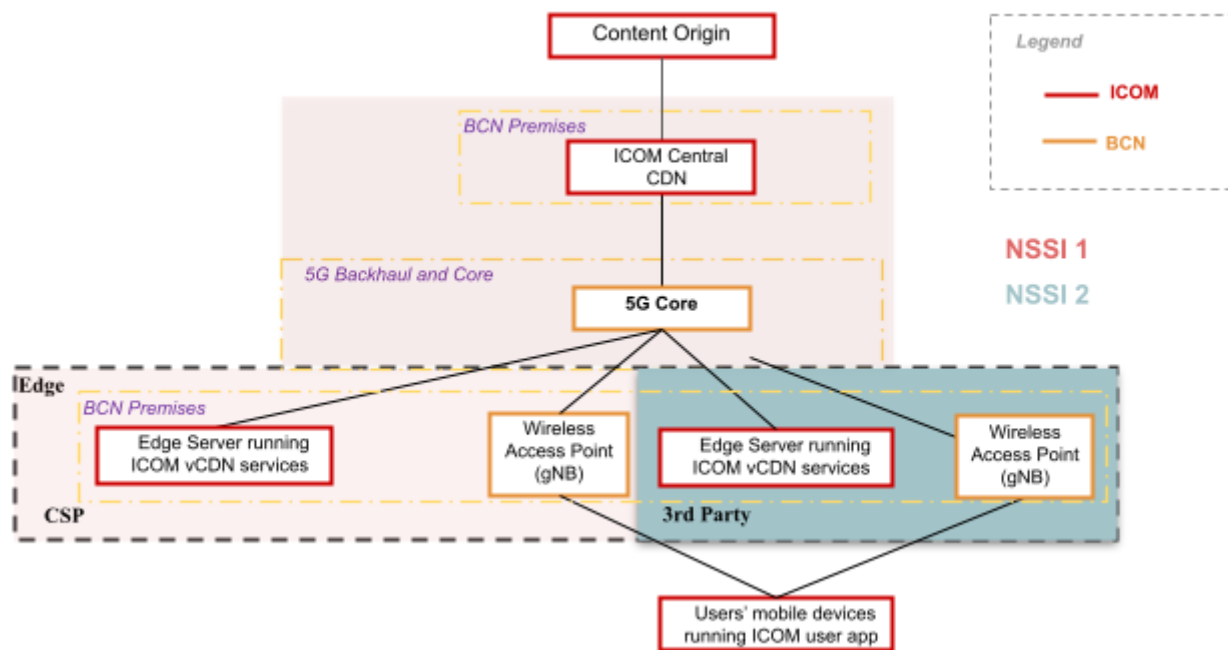 Content Origin
Legend
ICOM
BCN
BCN Premises
ICOM Central
CDN
NSSI 1
NSSI 2
5G Backhaul and Core
5G Core
Edge
BCN Premises
Edge Server running
ICOM vCDN services
Wireless
Access Point
(gNB)
Edge Server running
ICOM vCDN services
Wireless
Access Point
(gNB)
CSP
3rd Party
Users' mobile devices
running ICOM user app